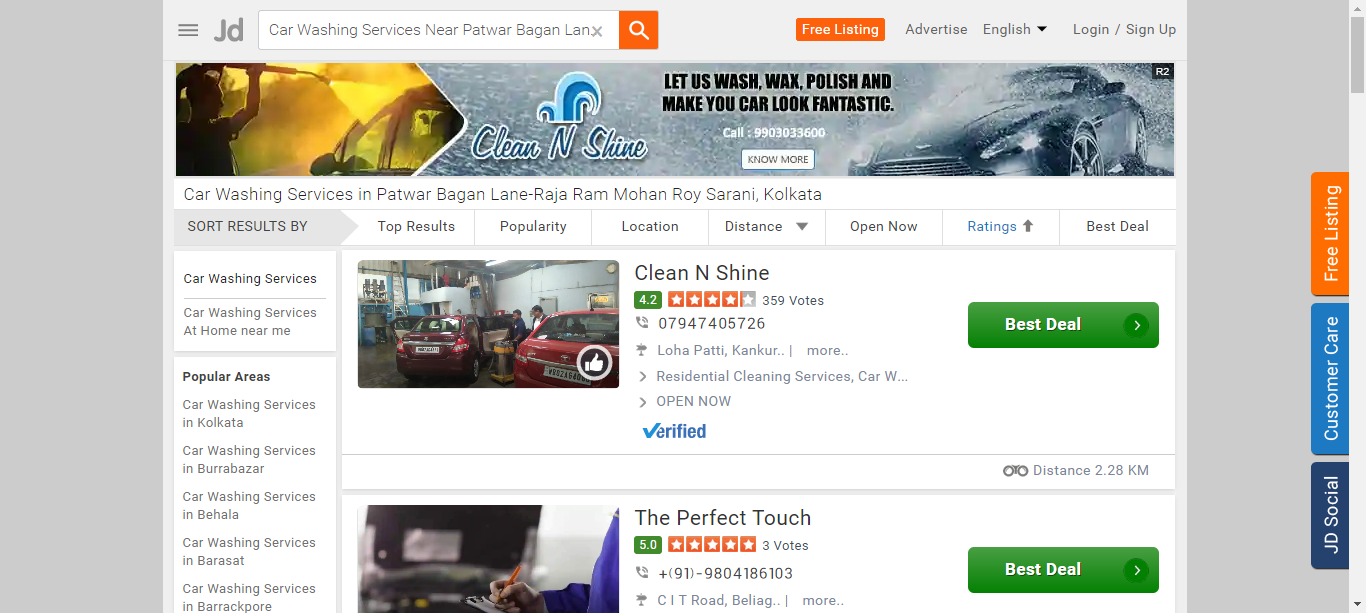 Jd
Car Washing Services Near Patwar Bagan Lan
Free Listing
Advertise
English
Login / Sign Up
LET US WASH, WAX, POLISH AND
MAKE YOU CAR LOOK FANTASTIC.
Call : 9903033600
KNOW MORE
Clean N Shine
R2
Car Washing Services in Patwar Bagan Lane-Raja Ram Mohan Roy Sarani, Kolkata
SORT RESULTS BY
Top Results
Popularity
Location
Distance
Open Now
Ratings
Best Deal
Car Washing Services
Car Washing Services
At Home near me
Popular Areas
Car Washing Services
in Kolkata
Car Washing Services
in Burrabazar
Car Washing Services
in Behala
Car Washing Services
in Barasat
Car Washing Services
in Barrackpore
Clean N Shine
4.2 359 Votes
07947405726
Loha Patti, Kankur.. | more..
Residential Cleaning Services, Car W...
OPEN NOW
Verified
Best Deal
Distance 2.28 KM
The Perfect Touch
5.0 3 Votes
+(91)-9804186103
C I T Road, Beliag.. | more..
Best Deal
Free Listing
Customer Care
JD Social